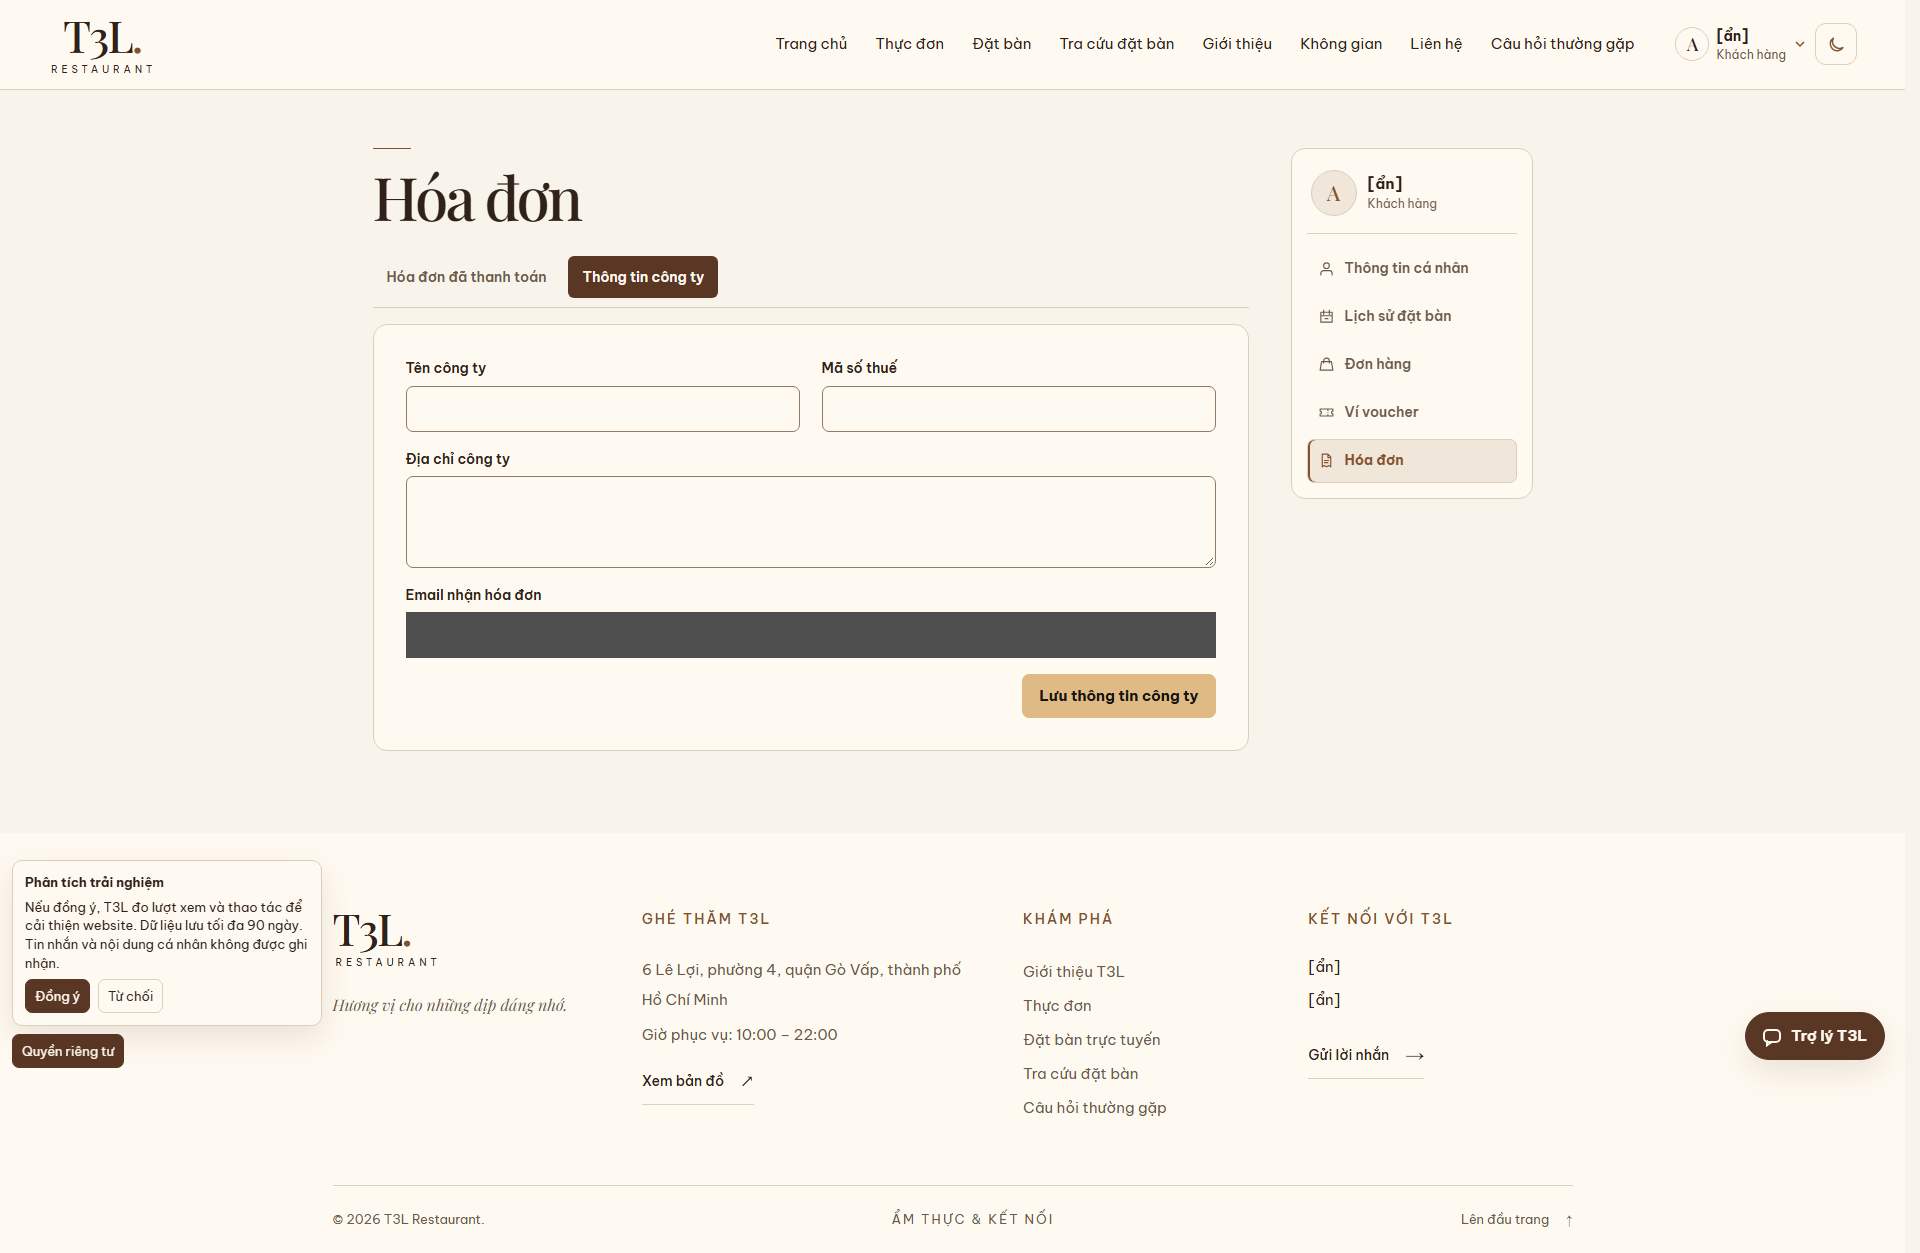 T3L.
RESTAURANT
Trang chủ
Thực đơn
Đặt bàn
Tra cứu đặt bàn
Giới thiệu
Không gian
Liên hệ
Câu hỏi thường gặp
A
[ẩn]
Khách hàng
Hóa đơn
Hóa đơn đã thanh toán
Thông tin công ty
Tên công ty
Mã số thuế
Địa chỉ công ty
Email nhận hóa đơn
Lưu thông tin công ty
A
[ẩn]
Khách hàng
Thông tin cá nhân
Lịch sử đặt bàn
Đơn hàng
Ví voucher
Hóa đơn
Phân tích trải nghiệm
Nếu đồng ý, T3L đo lượt xem và thao tác để
cải thiện website. Dữ liệu lưu tối đa 90 ngày.
Tin nhắn và nội dung cá nhân không được ghi
nhận.
Đồng ý
Từ chối
Quyền riêng tư
T3L.
RESTAURANT
Hương vị cho những dịp đáng nhớ.
GHÉ THĂM T3L
6 Lê Lợi, phường 4, quận Gò Vấp, thành phố
Hồ Chí Minh
Giờ phục vụ: 10:00 – 22:00
Xem bản đồ ↗
KHÁM PHÁ
Giới thiệu T3L
Thực đơn
Đặt bàn trực tuyến
Tra cứu đặt bàn
Câu hỏi thường gặp
KẾT NỐI VỚI T3L
[ẩn]
[ẩn]
Gửi lời nhắn →
Trợ lý T3L
© 2026 T3L Restaurant.
ẨM THỰC & KẾT NỐI
Lên đầu trang ↑